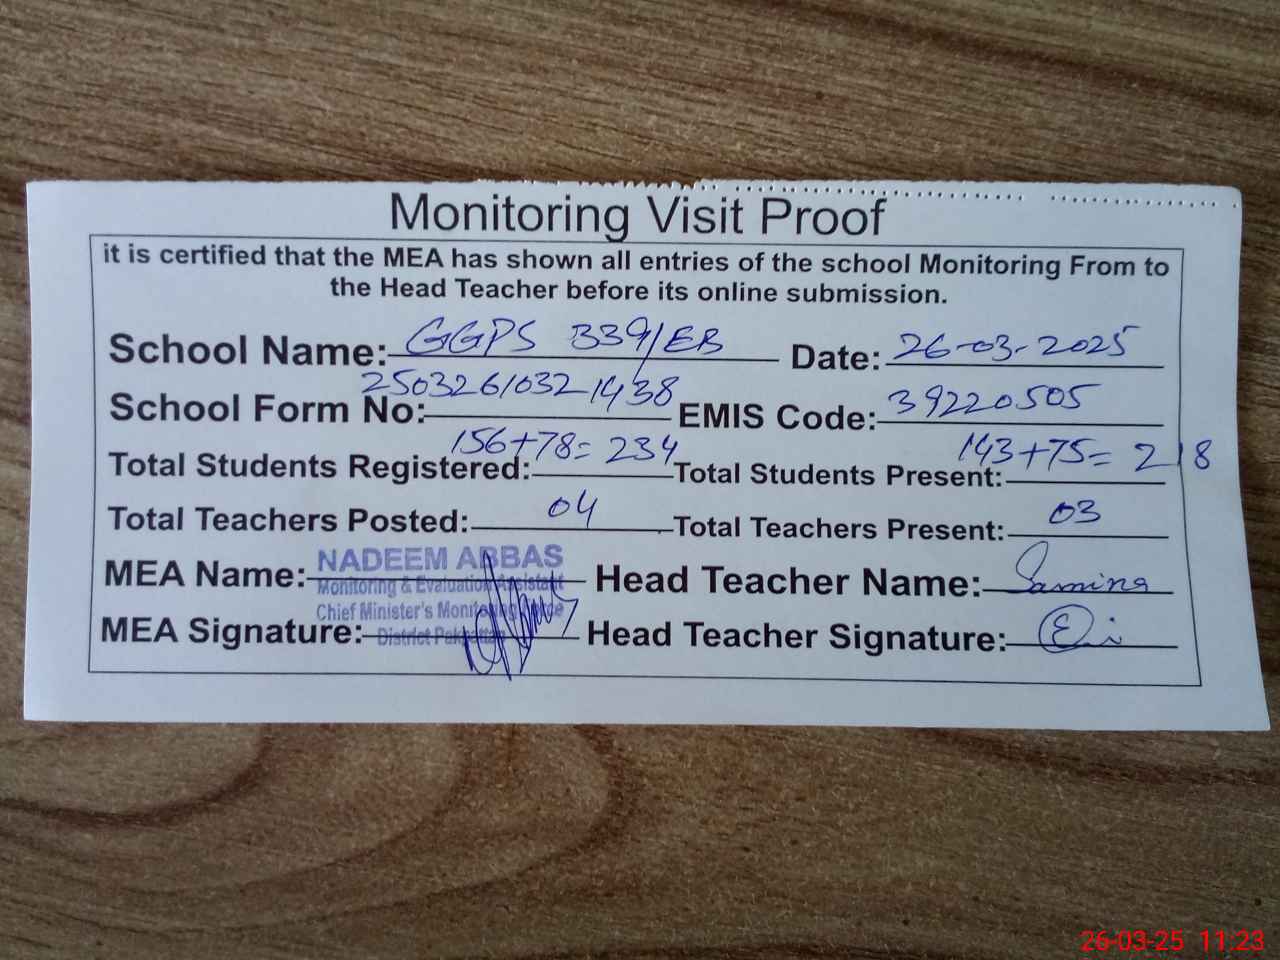 Monitoring Visit Proof
it is certified that the MEA has shown all entries of the school Monitoring From to
the Head Teacher before its online submission.
School Name: GGPS 339/EB Date: 26-03-2025
School Form No: 25032610321438 EMIS Code: 39220505
Total Students Registered: 156+78= 234 Total Students Present: 143+75= 218
Total Teachers Posted: 04 Total Teachers Present: 03
MEA Name: NADEEM ABBAS Head Teacher Name: Samina
Monitoring & Evaluation Assistant
Chief Minister's Monitoring Force
MEA Signature: District Pakpattan Head Teacher Signature:
26-03-25 11:23